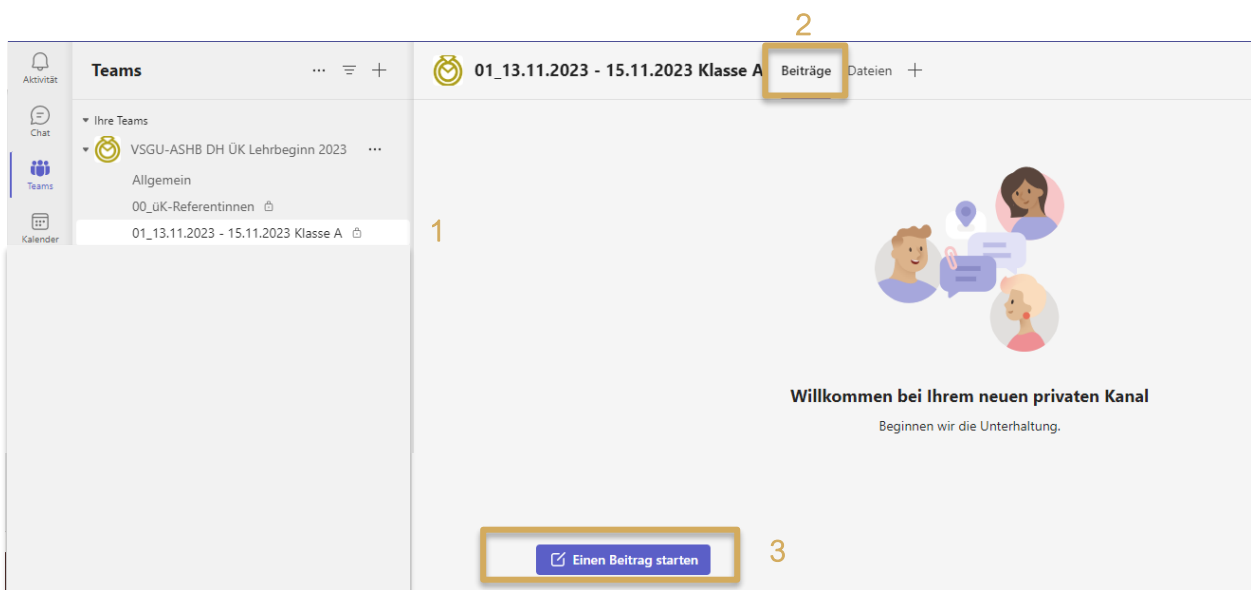 2
Aktivität
Teams
01_13.11.2023 - 15.11.2023 Klasse A
Beiträge
Dateien
Chat
Ihre Teams
VSGU-ASHB DH ÜK Lehrbeginn 2023
Teams
Allgemein
00_üK-Referentinnen
Kalender
01_13.11.2023 - 15.11.2023 Klasse A
1
Willkommen bei Ihrem neuen privaten Kanal
Beginnen wir die Unterhaltung.
Einen Beitrag starten
3